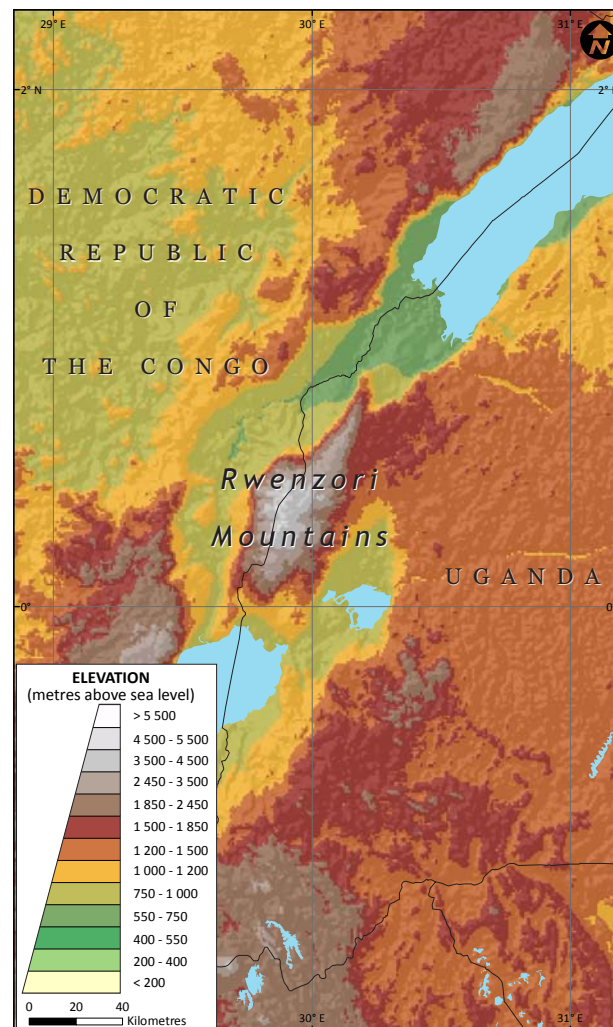 29° E
30° E
31° E
N
2° N
2°
DEMOCRATIC
REPUBLIC
OF
THE CONGO
Rwenzori
Mountains
UGANDA
0°
0
ELEVATION
(metres above sea level)
> 5 500
4 500 - 5 500
3 500 - 4 500
2 450 - 3 500
1 850 - 2 450
1 500 - 1 850
1 200 - 1 500
1 000 - 1 200
750 - 1 000
550 - 750
400 - 550
200 - 400
< 200
0 20 40
Kilometres
30° E
31° E